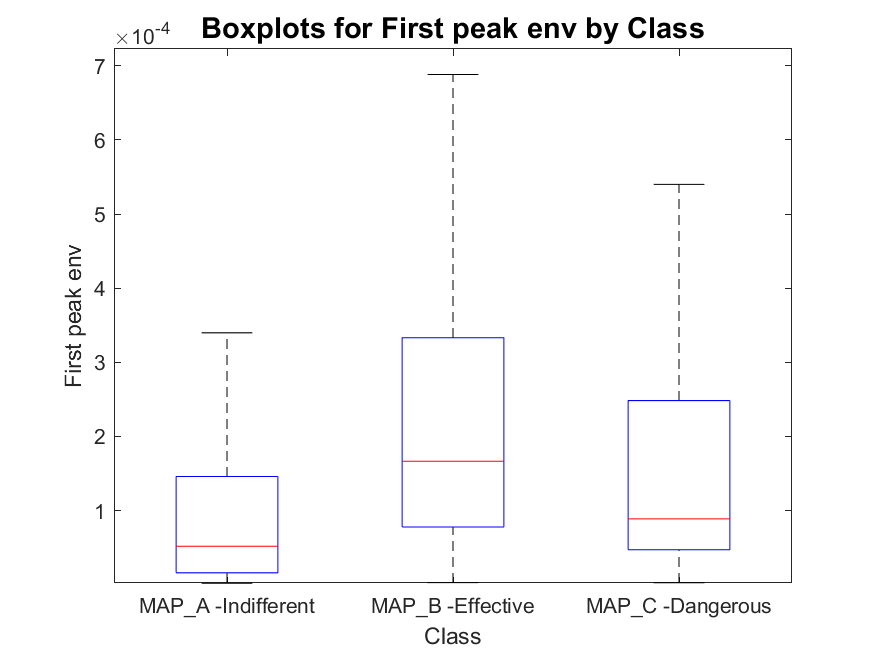 Boxplots for First peak env by Class
×10-4
7
6
5
4
3
2
1
First peak env
MAP_A -Indifferent
MAP_B -Effective
MAP_C -Dangerous
Class